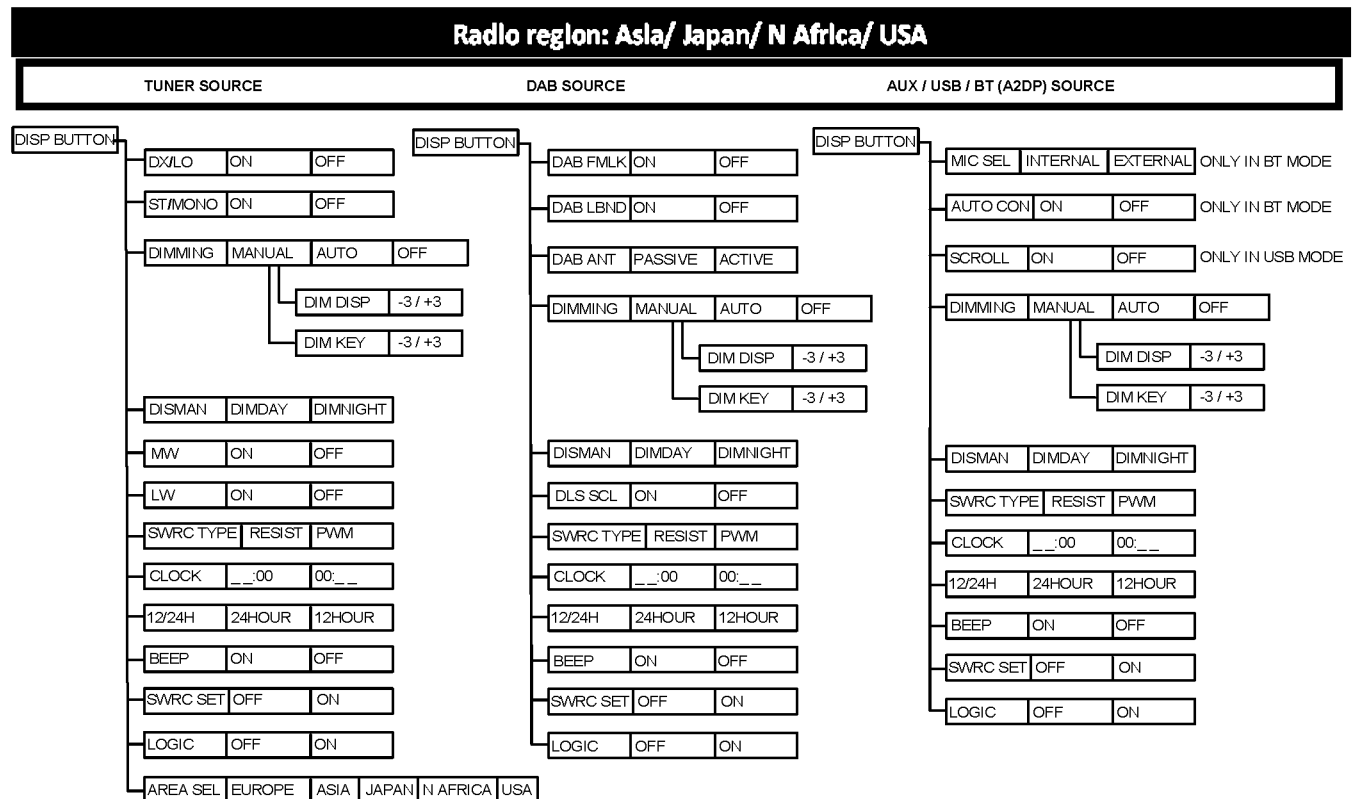 Radio region: Asia/ Japan/ N Africa/ USA
TUNER SOURCE
DAB SOURCE
AUX / USB / BT (A2DP) SOURCE
DISP BUTTON
DX/LO ON OFF
ST/MONO ON OFF
DIMMING MANUAL AUTO OFF
DIM DISP -3 / +3
DIM KEY -3 / +3
DISMAN DIMDAY DIMNIGHT
MW ON OFF
LW ON OFF
SWRC TYPE RESIST PWM
CLOCK _ _:00 00:_ _
12/24H 24HOUR 12HOUR
BEEP ON OFF
SWRC SET OFF ON
LOGIC OFF ON
AREA SEL EUROPE ASIA JAPAN N AFRICA USA
DISP BUTTON
DAB FMLK ON OFF
DAB LBND ON OFF
DAB ANT PASSIVE ACTIVE
DIMMING MANUAL AUTO OFF
DIM DISP -3 / +3
DIM KEY -3 / +3
DISMAN DIMDAY DIMNIGHT
DLS SCL ON OFF
SWRC TYPE RESIST PWM
CLOCK _ _:00 00:_ _
12/24H 24HOUR 12HOUR
BEEP ON OFF
SWRC SET OFF ON
LOGIC OFF ON
DISP BUTTON
MIC SEL INTERNAL EXTERNAL ONLY IN BT MODE
AUTO CON ON OFF ONLY IN BT MODE
SCROLL ON OFF ONLY IN USB MODE
DIMMING MANUAL AUTO OFF
DIM DISP -3 / +3
DIM KEY -3 / +3
DISMAN DIMDAY DIMNIGHT
SWRC TYPE RESIST PWM
CLOCK _ _:00 00:_ _
12/24H 24HOUR 12HOUR
BEEP ON OFF
SWRC SET OFF ON
LOGIC OFF ON